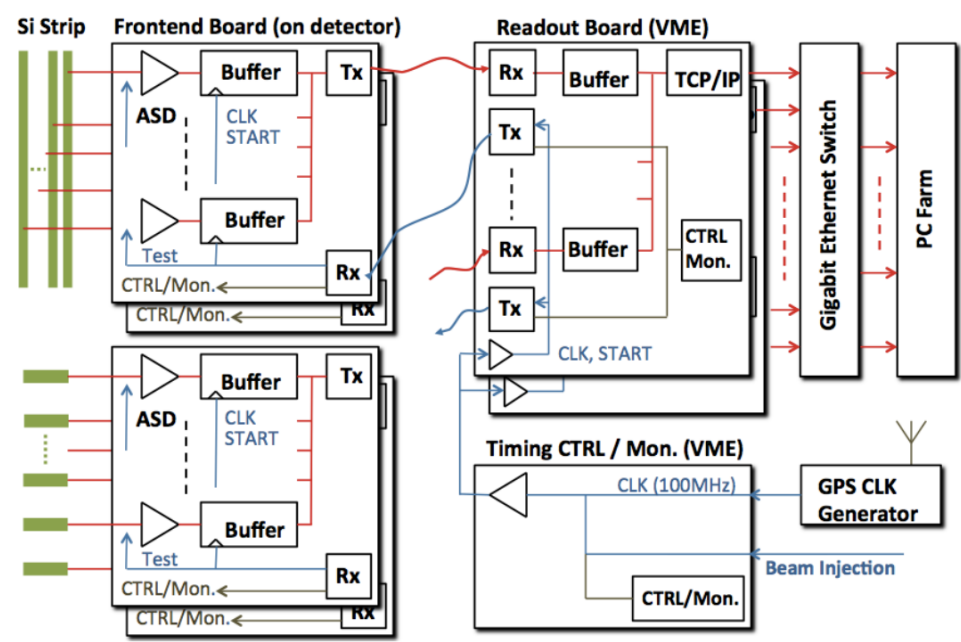 Si Strip
Frontend Board (on detector)
Buffer
Tx
ASD
CLK
START
Buffer
Test
Rx
CTRL/Mon.
Rx
CTRL/Mon.
Buffer
Tx
ASD
CLK
START
Buffer
Test
Rx
CTRL/Mon.
Rx
CTRL/Mon.
Readout Board (VME)
Rx
Buffer
TCP/IP
Tx
Rx
Buffer
CTRL
Mon.
Tx
CLK, START
Gigabit Ethernet Switch
PC Farm
Timing CTRL / Mon. (VME)
CLK (100MHz)
GPS CLK
Generator
Beam Injection
CTRL/Mon.